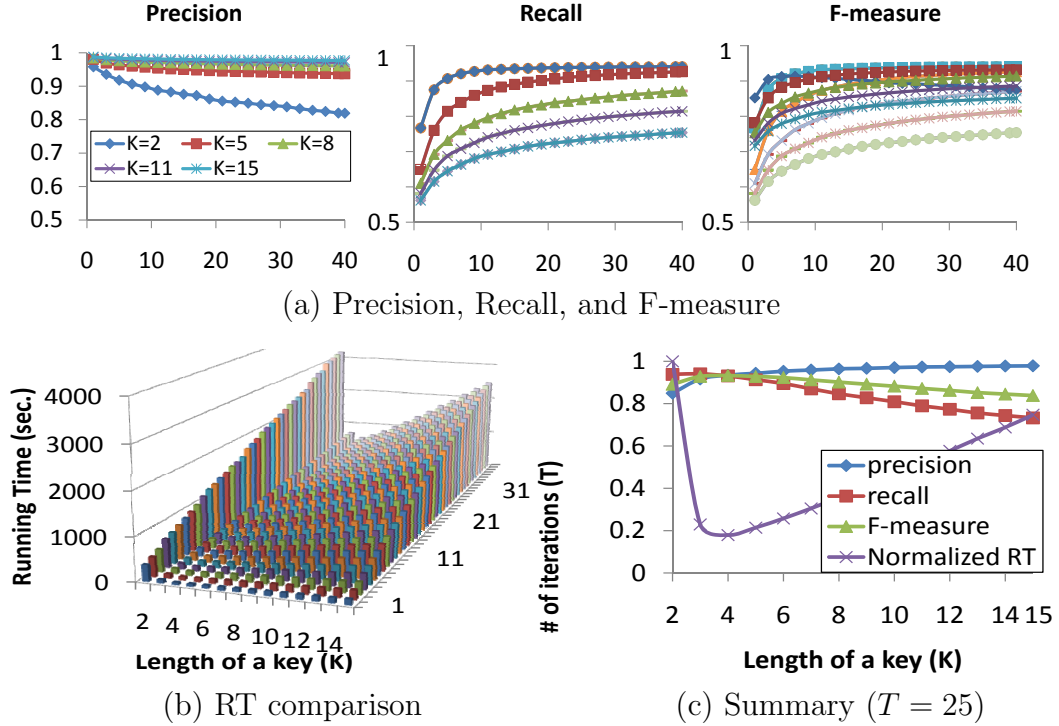 Precision Recall F-measure
1
0.9
0.8
0.7
0.6
0.5
K=2 K=5 K=8
K=11 K=15
0 10 20 30 40
1
0.5
0 10 20 30 40
1
0.5
0 10 20 30 40
(a) Precision, Recall, and F-measure
Running Time (sec.)
4000
3000
2000
1000
0
2 4 6 8 10 12 14
Length of a key (K)
1 11 21 31
# of iterations (T)
(b) RT comparison
1
0.8
0.6
0.4
0.2
0
precision
recall
F-measure
Normalized RT
2 4 6 8 10 12 14 15
Length of a key (K)
(c) Summary (T = 25)